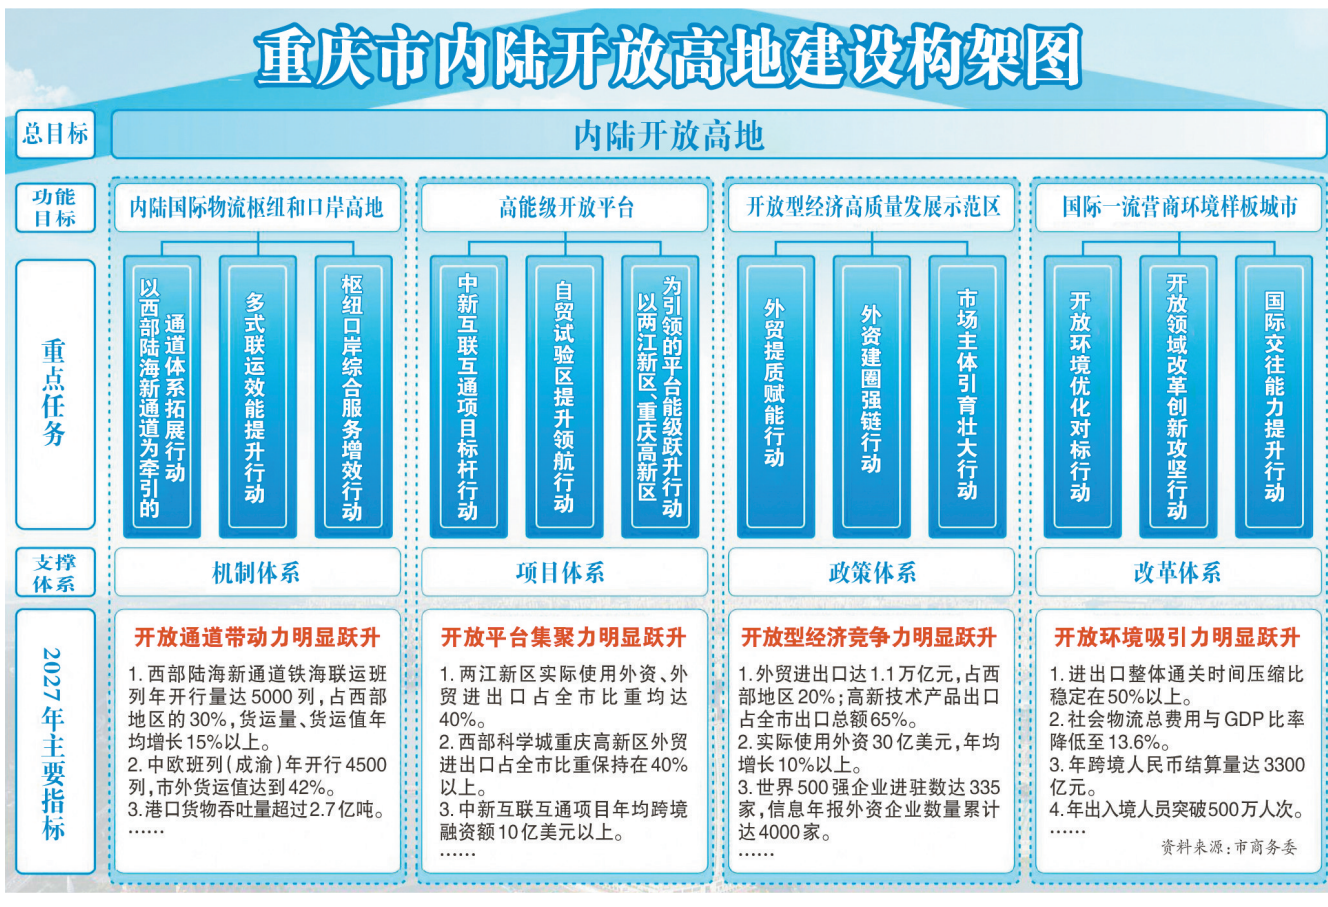 重庆市内陆开放高地建设构架图
总目标
内陆开放高地
功能
目标
内陆国际物流枢纽和口岸高地
高能级开放平台
开放型经济高质量发展示范区
国际一流营商环境样板城市
重点任务
以西部陆海新通道为牵引的
通道体系拓展行动
多式联运效能提升行动
枢纽口岸综合服务增效行动
中新互联互通项目标杆行动
自贸试验区提升领航行动
以两江新区、重庆高新区
为引领的平台能级跃升行动
外贸提质赋能行动
外资建圈强链行动
市场主体引育壮大行动
开放环境优化对标行动
开放领域改革创新攻坚行动
国际交往能力提升行动
支撑
体系
机制体系
项目体系
政策体系
改革体系
2027年主要指标
开放通道带动力明显跃升
1.西部陆海新通道铁海联运班
列年开行量达5000列,占西部
地区的30%,货运量、货运值年
均增长15%以上。
2.中欧班列(成渝)年开行4500
列,市外货运值达到42%。
3.港口货物吞吐量超过2.7亿吨。
……
开放平台集聚力明显跃升
1.两江新区实际使用外资、外
贸进出口占全市比重均达
40%。
2.西部科学城重庆高新区外贸
进出口占全市比重保持在40%
以上。
3.中新互联互通项目年均跨境
融资额10亿美元以上。
……
开放型经济竞争力明显跃升
1.外贸进出口达1.1万亿元,占西
部地区20%;高新技术产品出口
占全市出口总额65%。
2.实际使用外资30亿美元,年均
增长10%以上。
3.世界500强企业进驻数达335
家,信息年报外资企业数量累计
达4000家。
……
开放环境吸引力明显跃升
1.进出口整体通关时间压缩比
稳定在50%以上。
2.社会物流总费用与GDP比率
降低至13.6%。
3.年跨境人民币结算量达3300
亿元。
4.年出入境人员突破500万人次。
……
资料来源:市商务委